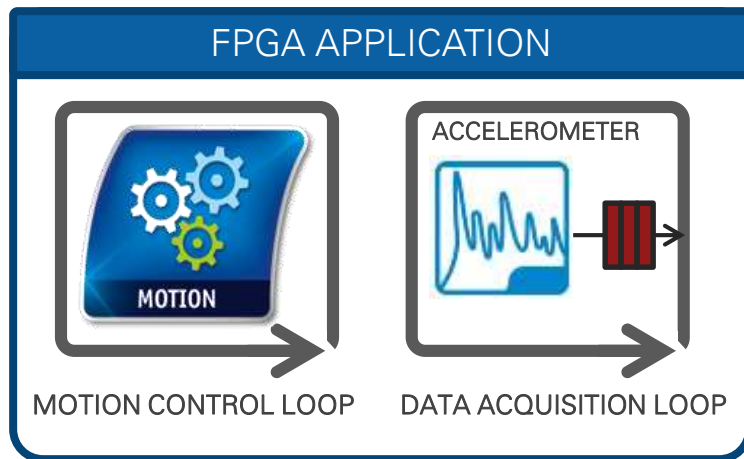 FPGA APPLICATION
ACCELEROMETER
MOTION
MOTION CONTROL LOOP
DATA ACQUISITION LOOP